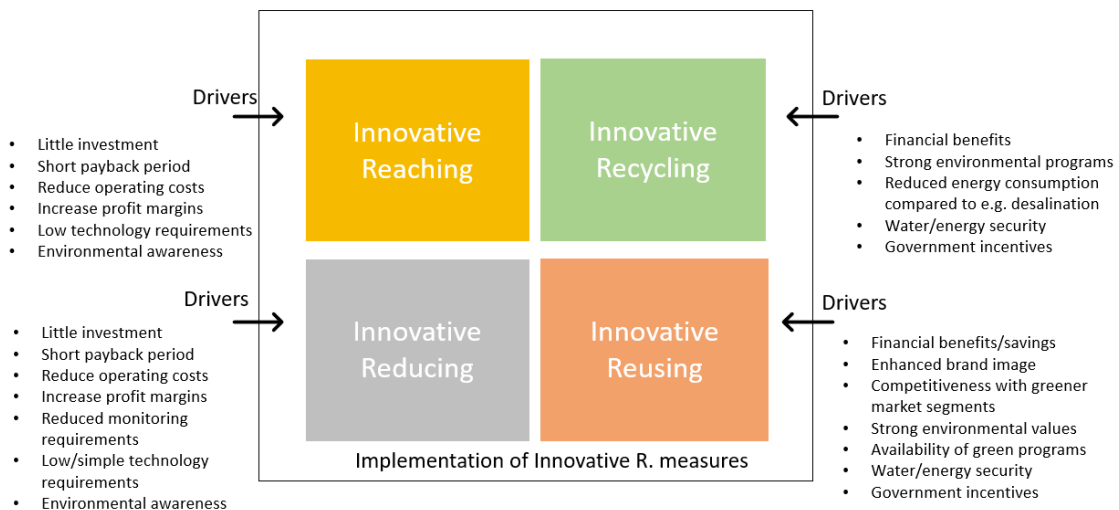 Drivers
• Little investment
• Short payback period
• Reduce operating costs
• Increase profit margins
• Low technology requirements
• Environmental awareness
Innovative
Reaching
Innovative
Recycling
Drivers
• Financial benefits
• Strong environmental programs
• Reduced energy consumption
compared to e.g. desalination
• Water/energy security
• Government incentives
Drivers
• Little investment
• Short payback period
• Reduce operating costs
• Increase profit margins
• Reduced monitoring
requirements
• Low/simple technology
requirements
• Environmental awareness
Innovative
Reducing
Innovative
Reusing
Drivers
• Financial benefits/savings
• Enhanced brand image
• Competitiveness with greener
market segments
• Strong environmental values
• Availability of green programs
• Water/energy security
• Government incentives
Implementation of Innovative R. measures